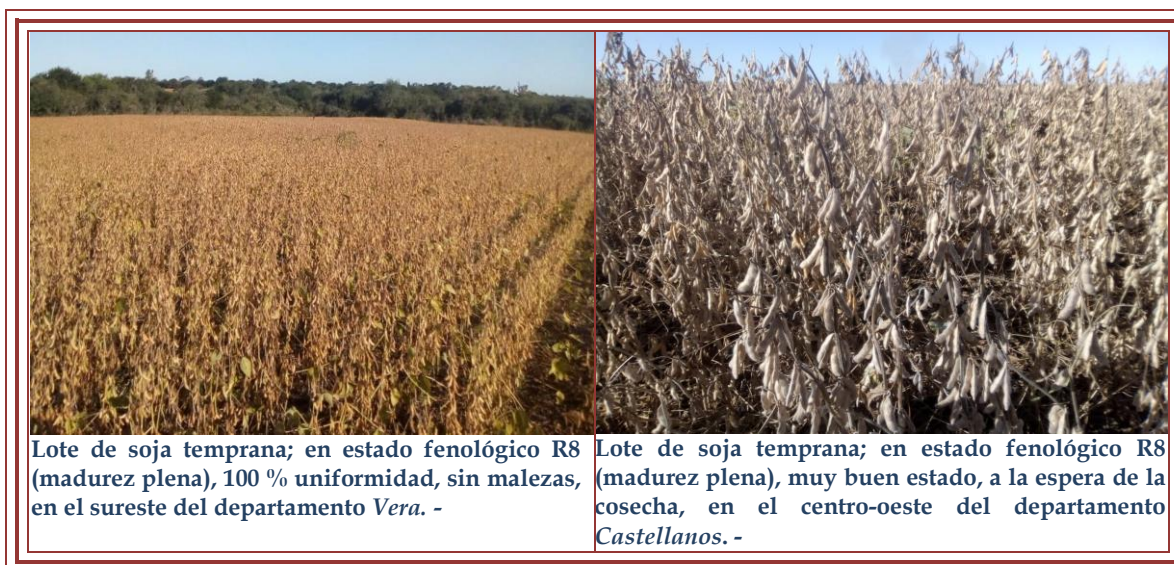 Lote de soja temprana; en estado fenológico R8
(madurez plena), 100 % uniformidad, sin malezas,
en el sureste del departamento Vera. -
Lote de soja temprana; en estado fenológico R8
(madurez plena), muy buen estado, a la espera de la
cosecha, en el centro-oeste del departamento
Castellanos. -